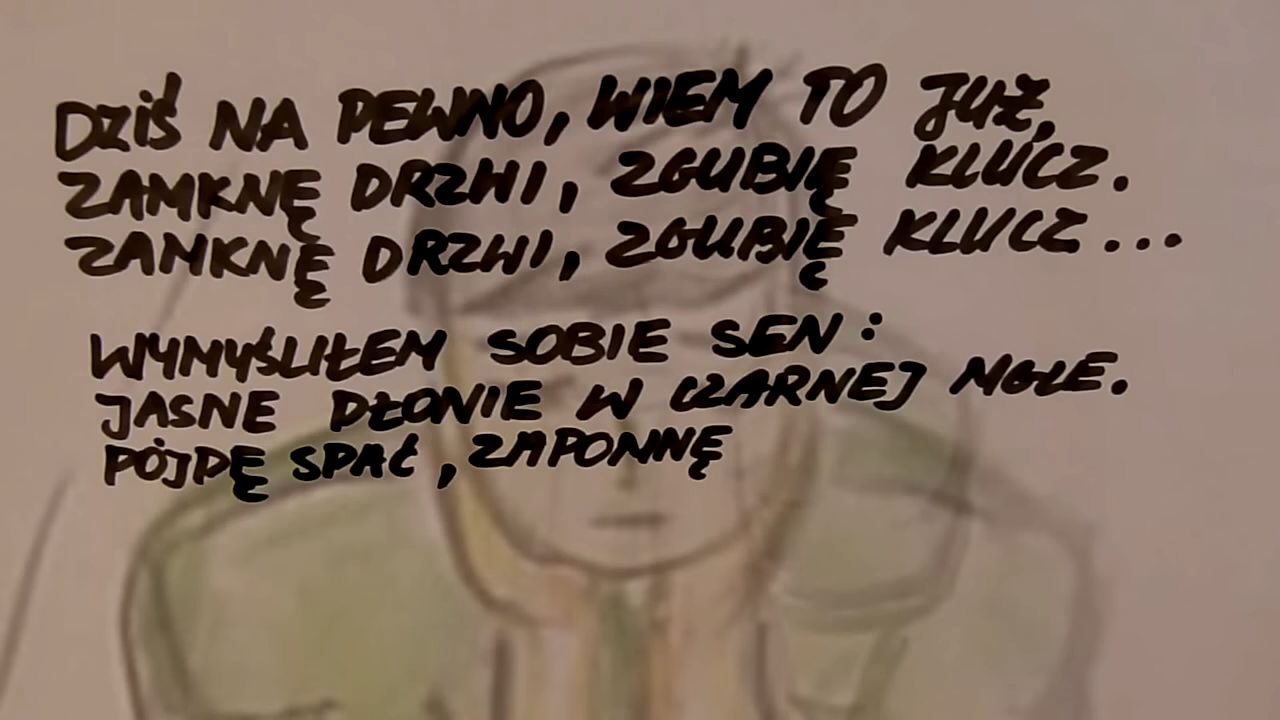 DZIŚ NA PEWNO, WIEM TO JUŻ,
ZAMKNĘ DRZWI, ZGUBIĘ KLUCZ.
ZAMKNĘ DRZWI, ZGUBIĘ KLUCZ...
WYMYŚLIŁEM SOBIE SEN:
JASNE DŁONIE W CZARNEJ MGLE.
PÓJDĘ SPAĆ, ZAPOMNĘ